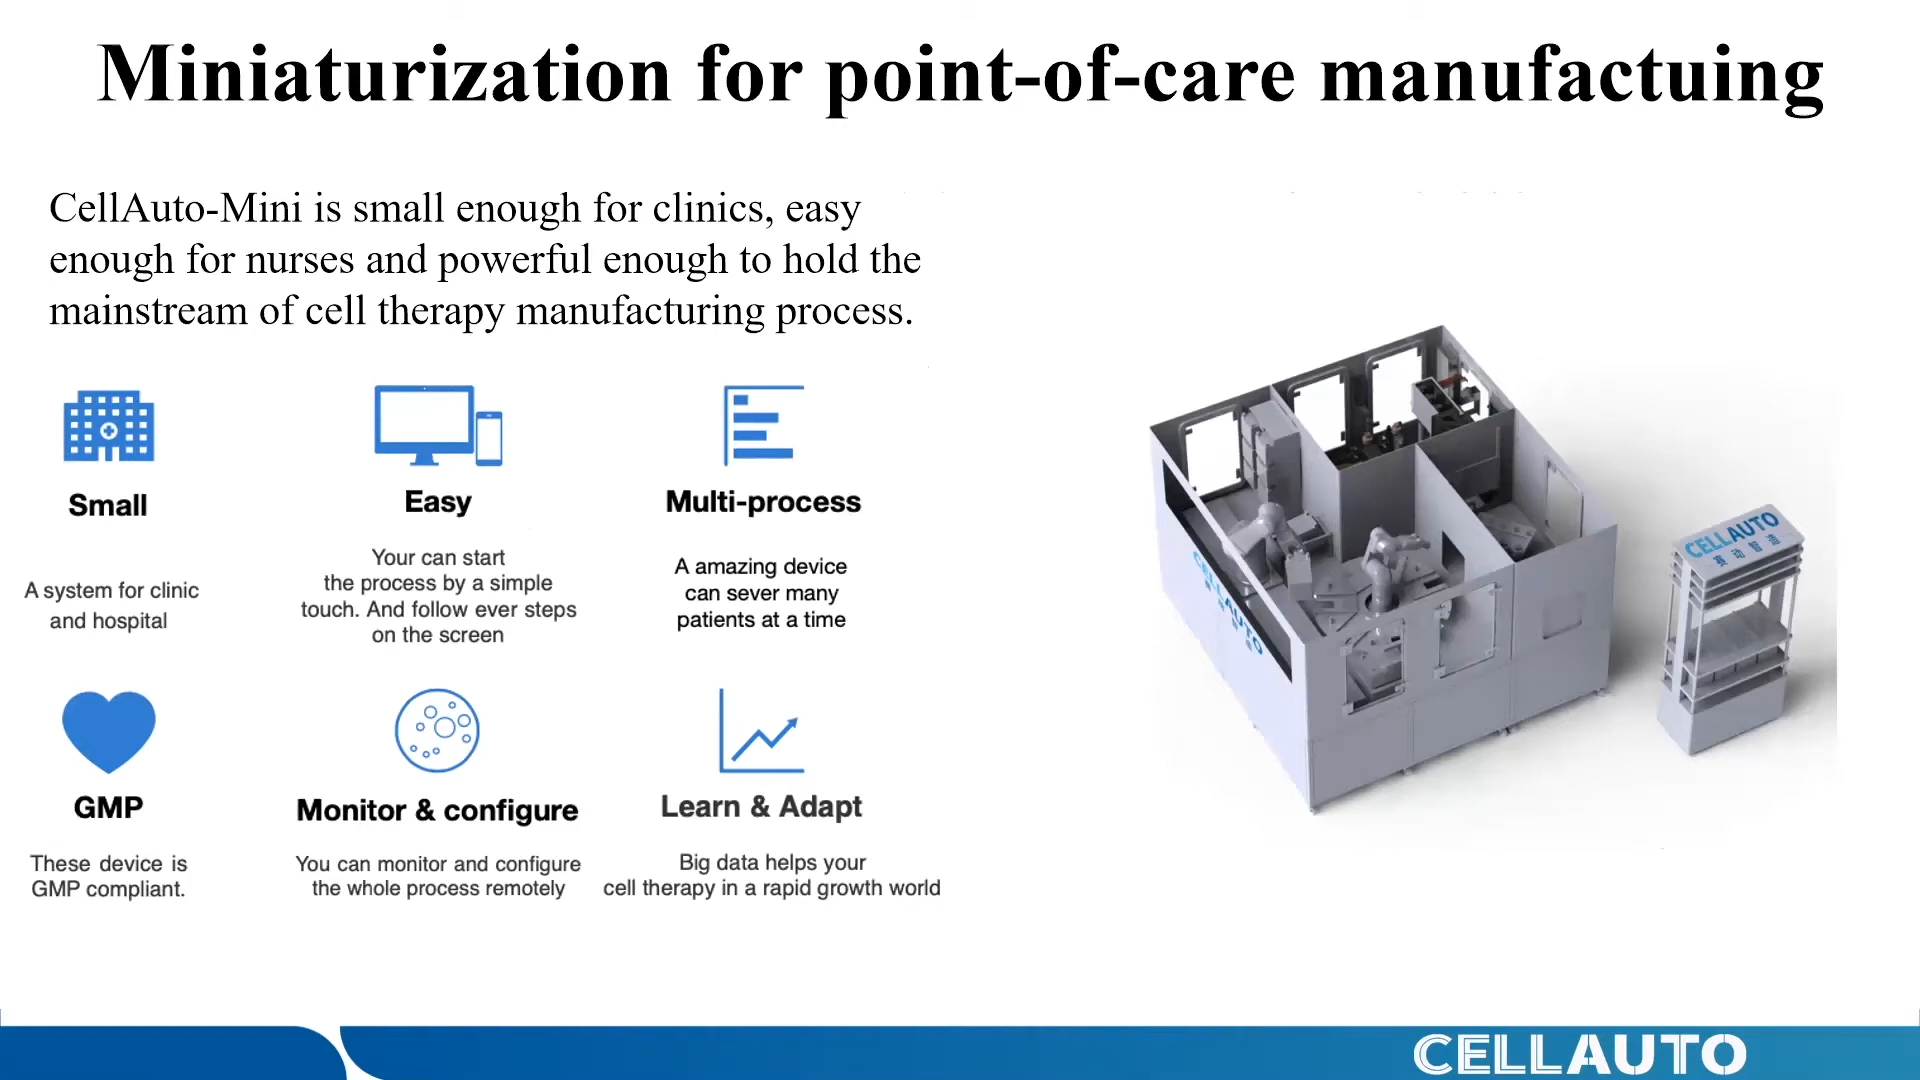 Miniaturization for point-of-care manufactuing
CellAuto-Mini is small enough for clinics, easy
enough for nurses and powerful enough to hold the
mainstream of cell therapy manufacturing process.
Small
A system for clinic
and hospital
Easy
Your can start
the process by a simple
touch. And follow ever steps
on the screen
Multi-process
A amazing device
can sever many
patients at a time
GMP
These device is
GMP compliant.
Monitor & configure
You can monitor and configure
the whole process remotely
Learn & Adapt
Big data helps your
cell therapy in a rapid growth world
CELLAUTO
CELLAUTO
CELLAUTO